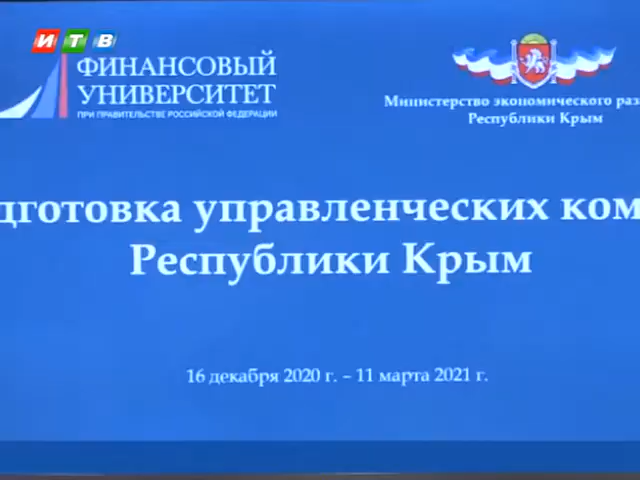 ИТВ
ФИНАНСОВЫЙ
УНИВЕРСИТЕТ
ПРИ ПРАВИТЕЛЬСТВЕ РОССИЙСКОЙ ФЕДЕРАЦИИ
Министерство экономического раз
Республики Крым
дготовка управленческих ком
Республики Крым
16 декабря 2020 г. – 11 марта 2021 г.